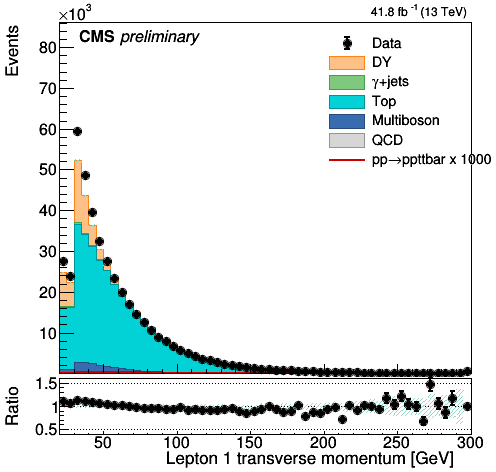 ×10³
41.8 fb⁻¹ (13 TeV)
CMS preliminary
Events
80
70
60
50
40
30
20
10
Data
DY
γ+jets
Top
Multiboson
QCD
pp→ppttbar x 1000
Ratio
1.5
1
0.5
50
100
150
200
250
300
Lepton 1 transverse momentum [GeV]